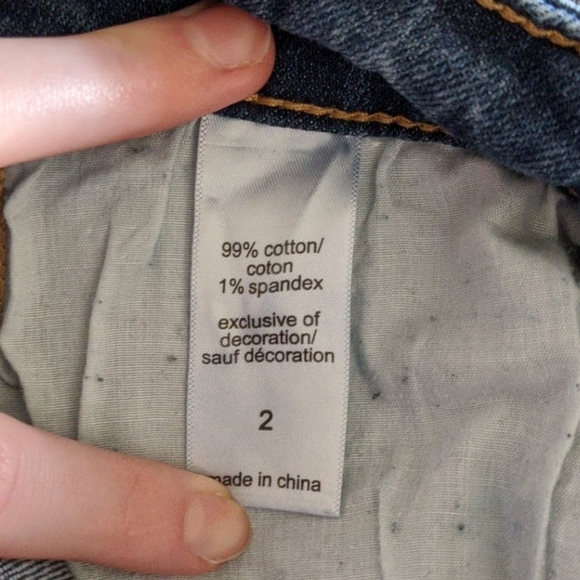 99% cotton/
coton
1% spandex
exclusive of
decoration/
sauf décoration
2
made in china